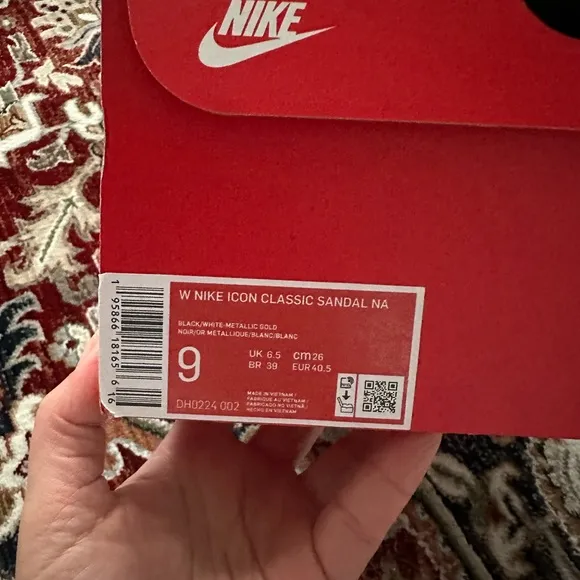 NIKE
W NIKE ICON CLASSIC SANDAL NA
BLACK/WHITE-METALLIC GOLD
NOIR/OR METALLIQUE/BLANC/BLANC
9
UK 6.5 cm 26
BR 39 EUR 40.5
MADE IN VIETNAM /
FABRIQUE AU VIETNAM /
FABRICADO NO VIETNÃ /
HECHO EN VIETNAM
DH0224 002
1 95866 18165 6 16